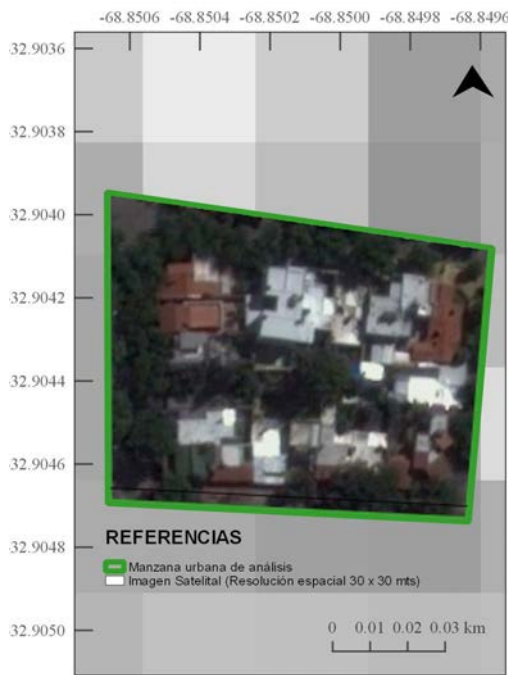 -68.8506 -68.8504 -68.8502 -68.8500 -68.8498 -68.8496
32.9036
32.9038
32.9040
32.9042
32.9044
32.9046
32.9048
32.9050
REFERENCIAS
Manzana urbana de análisis
Imagen Satelital (Resolución espacial 30 x 30 mts)
0 0.01 0.02 0.03 km